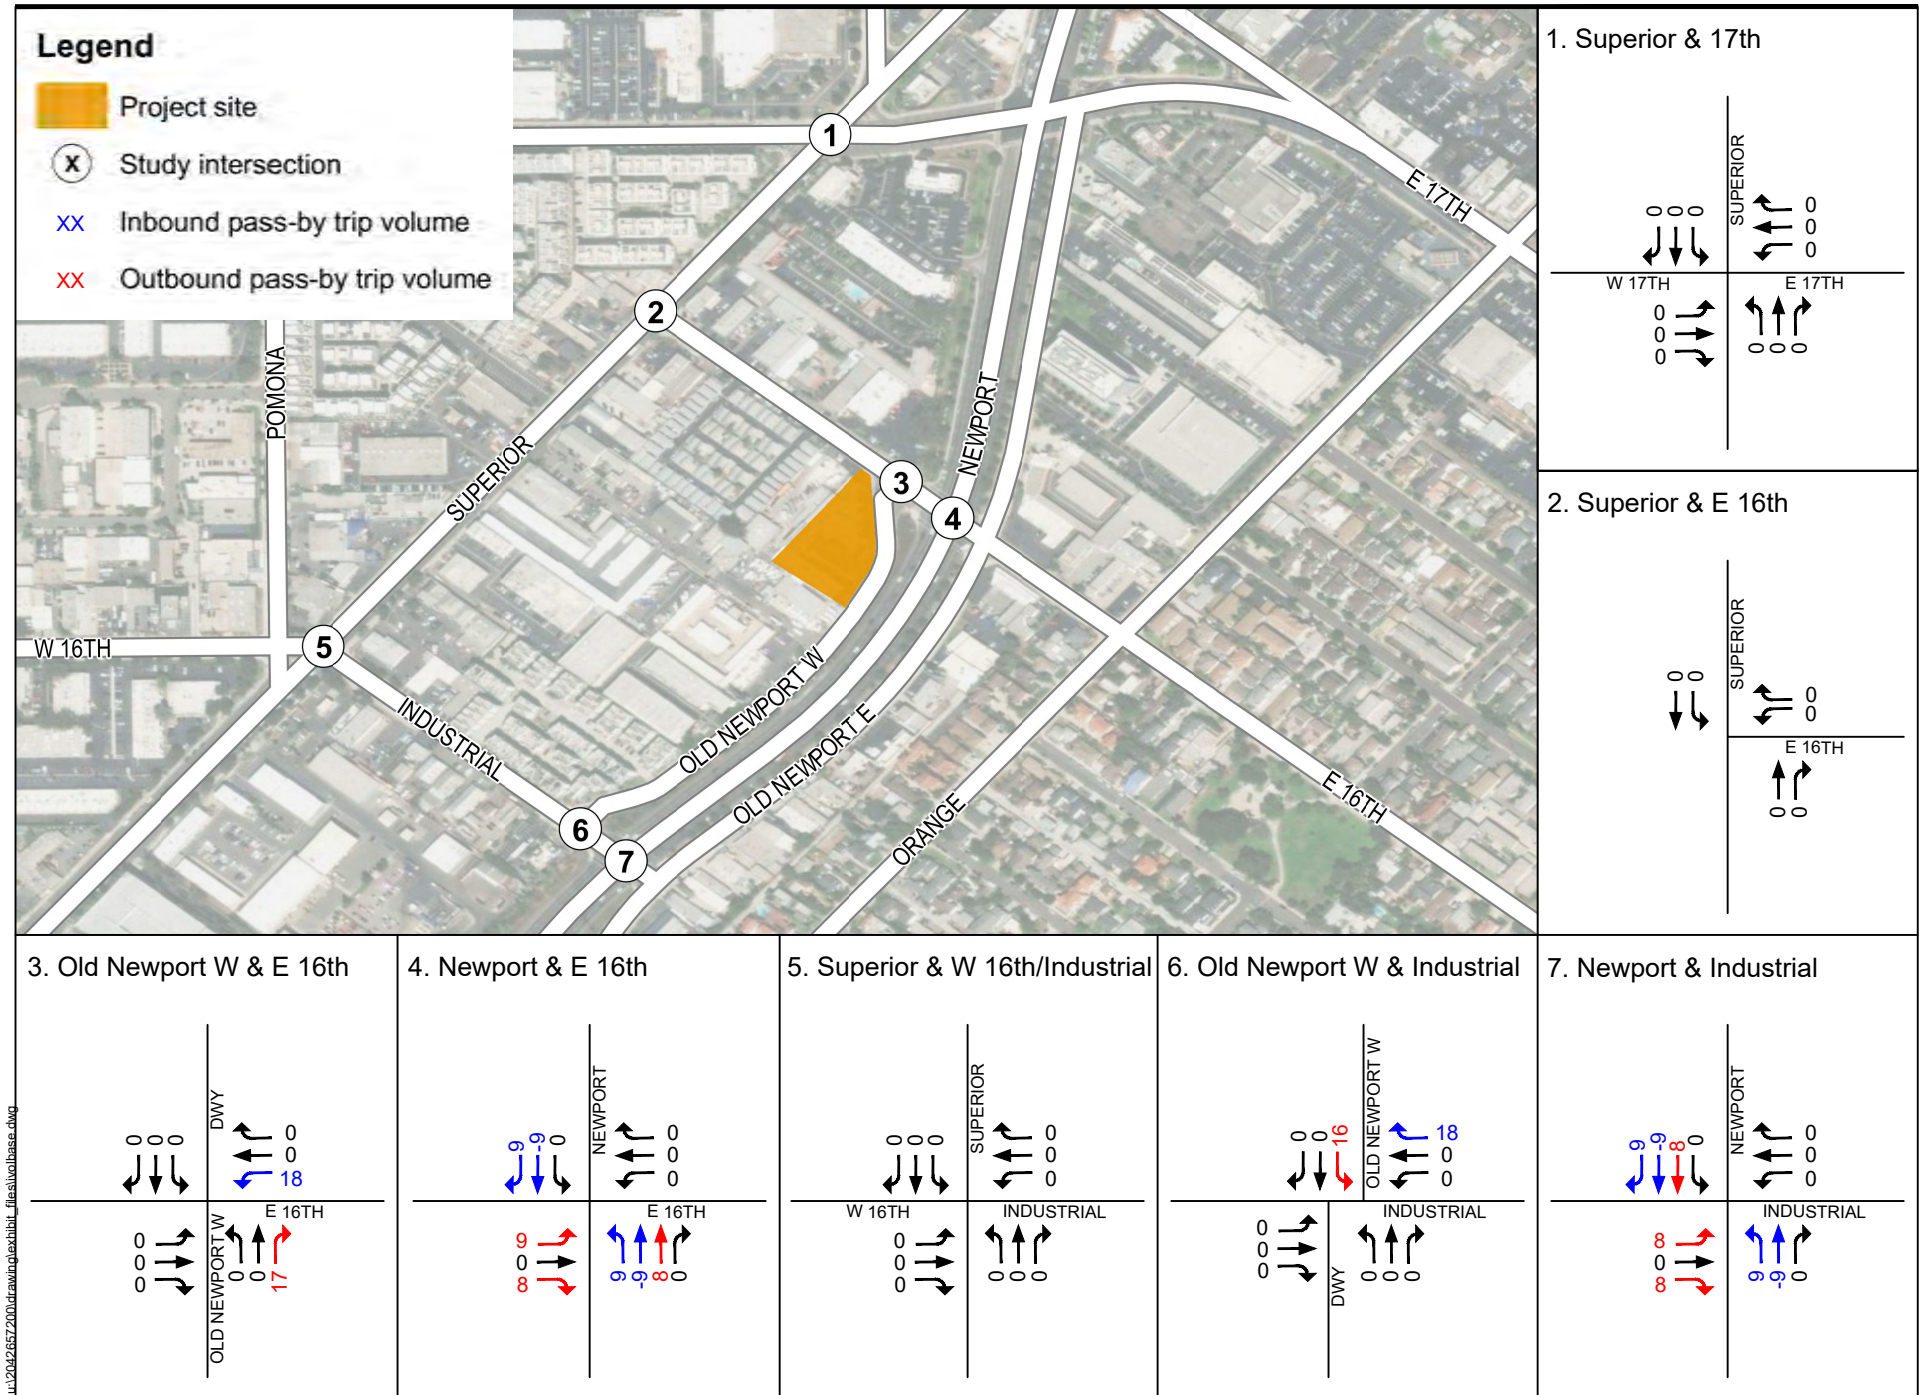 Legend
Project site
X Study intersection
XX Inbound pass-by trip volume
XX Outbound pass-by trip volume
1
2
3
4
5
6
7
E 17TH
POMONA
SUPERIOR
NEWPORT
W 16TH
INDUSTRIAL
OLD NEWPORT W
OLD NEWPORT E
ORANGE
E 16TH
1. Superior & 17th
SUPERIOR
0 0 0
0
0
0
W 17TH
E 17TH
0
0
0
0 0 0
2. Superior & E 16th
SUPERIOR
0 0
0
0
E 16TH
0 0
3. Old Newport W & E 16th
DWY
0 0 0
0
0
18
E 16TH
OLD NEWPORT W
0
0
0
0 0 17
4. Newport & E 16th
NEWPORT
9 -9 0
0
0
0
E 16TH
9
0
8
9 -9 8 0
5. Superior & W 16th/Industrial
SUPERIOR
0 0 0
0
0
0
W 16TH
INDUSTRIAL
0
0
0
0 0 0
6. Old Newport W & Industrial
OLD NEWPORT W
0 0 16
18
0
0
INDUSTRIAL
0
0
0
DWY
0 0 0
7. Newport & Industrial
NEWPORT
9 -9 8 0
0
0
0
INDUSTRIAL
8
0
8
9 -9 0
u:\2042657200\drawing\exhibit_files\volbase.dwg